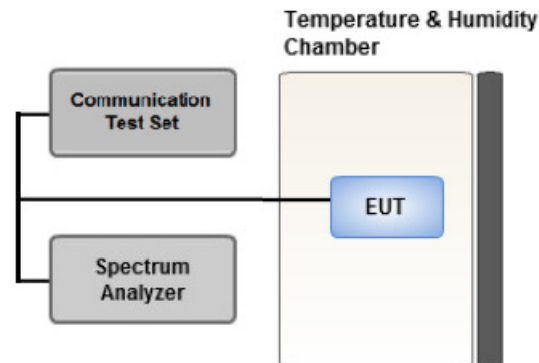 Temperature & Humidity
Chamber
Communication
Test Set
EUT
Spectrum
Analyzer